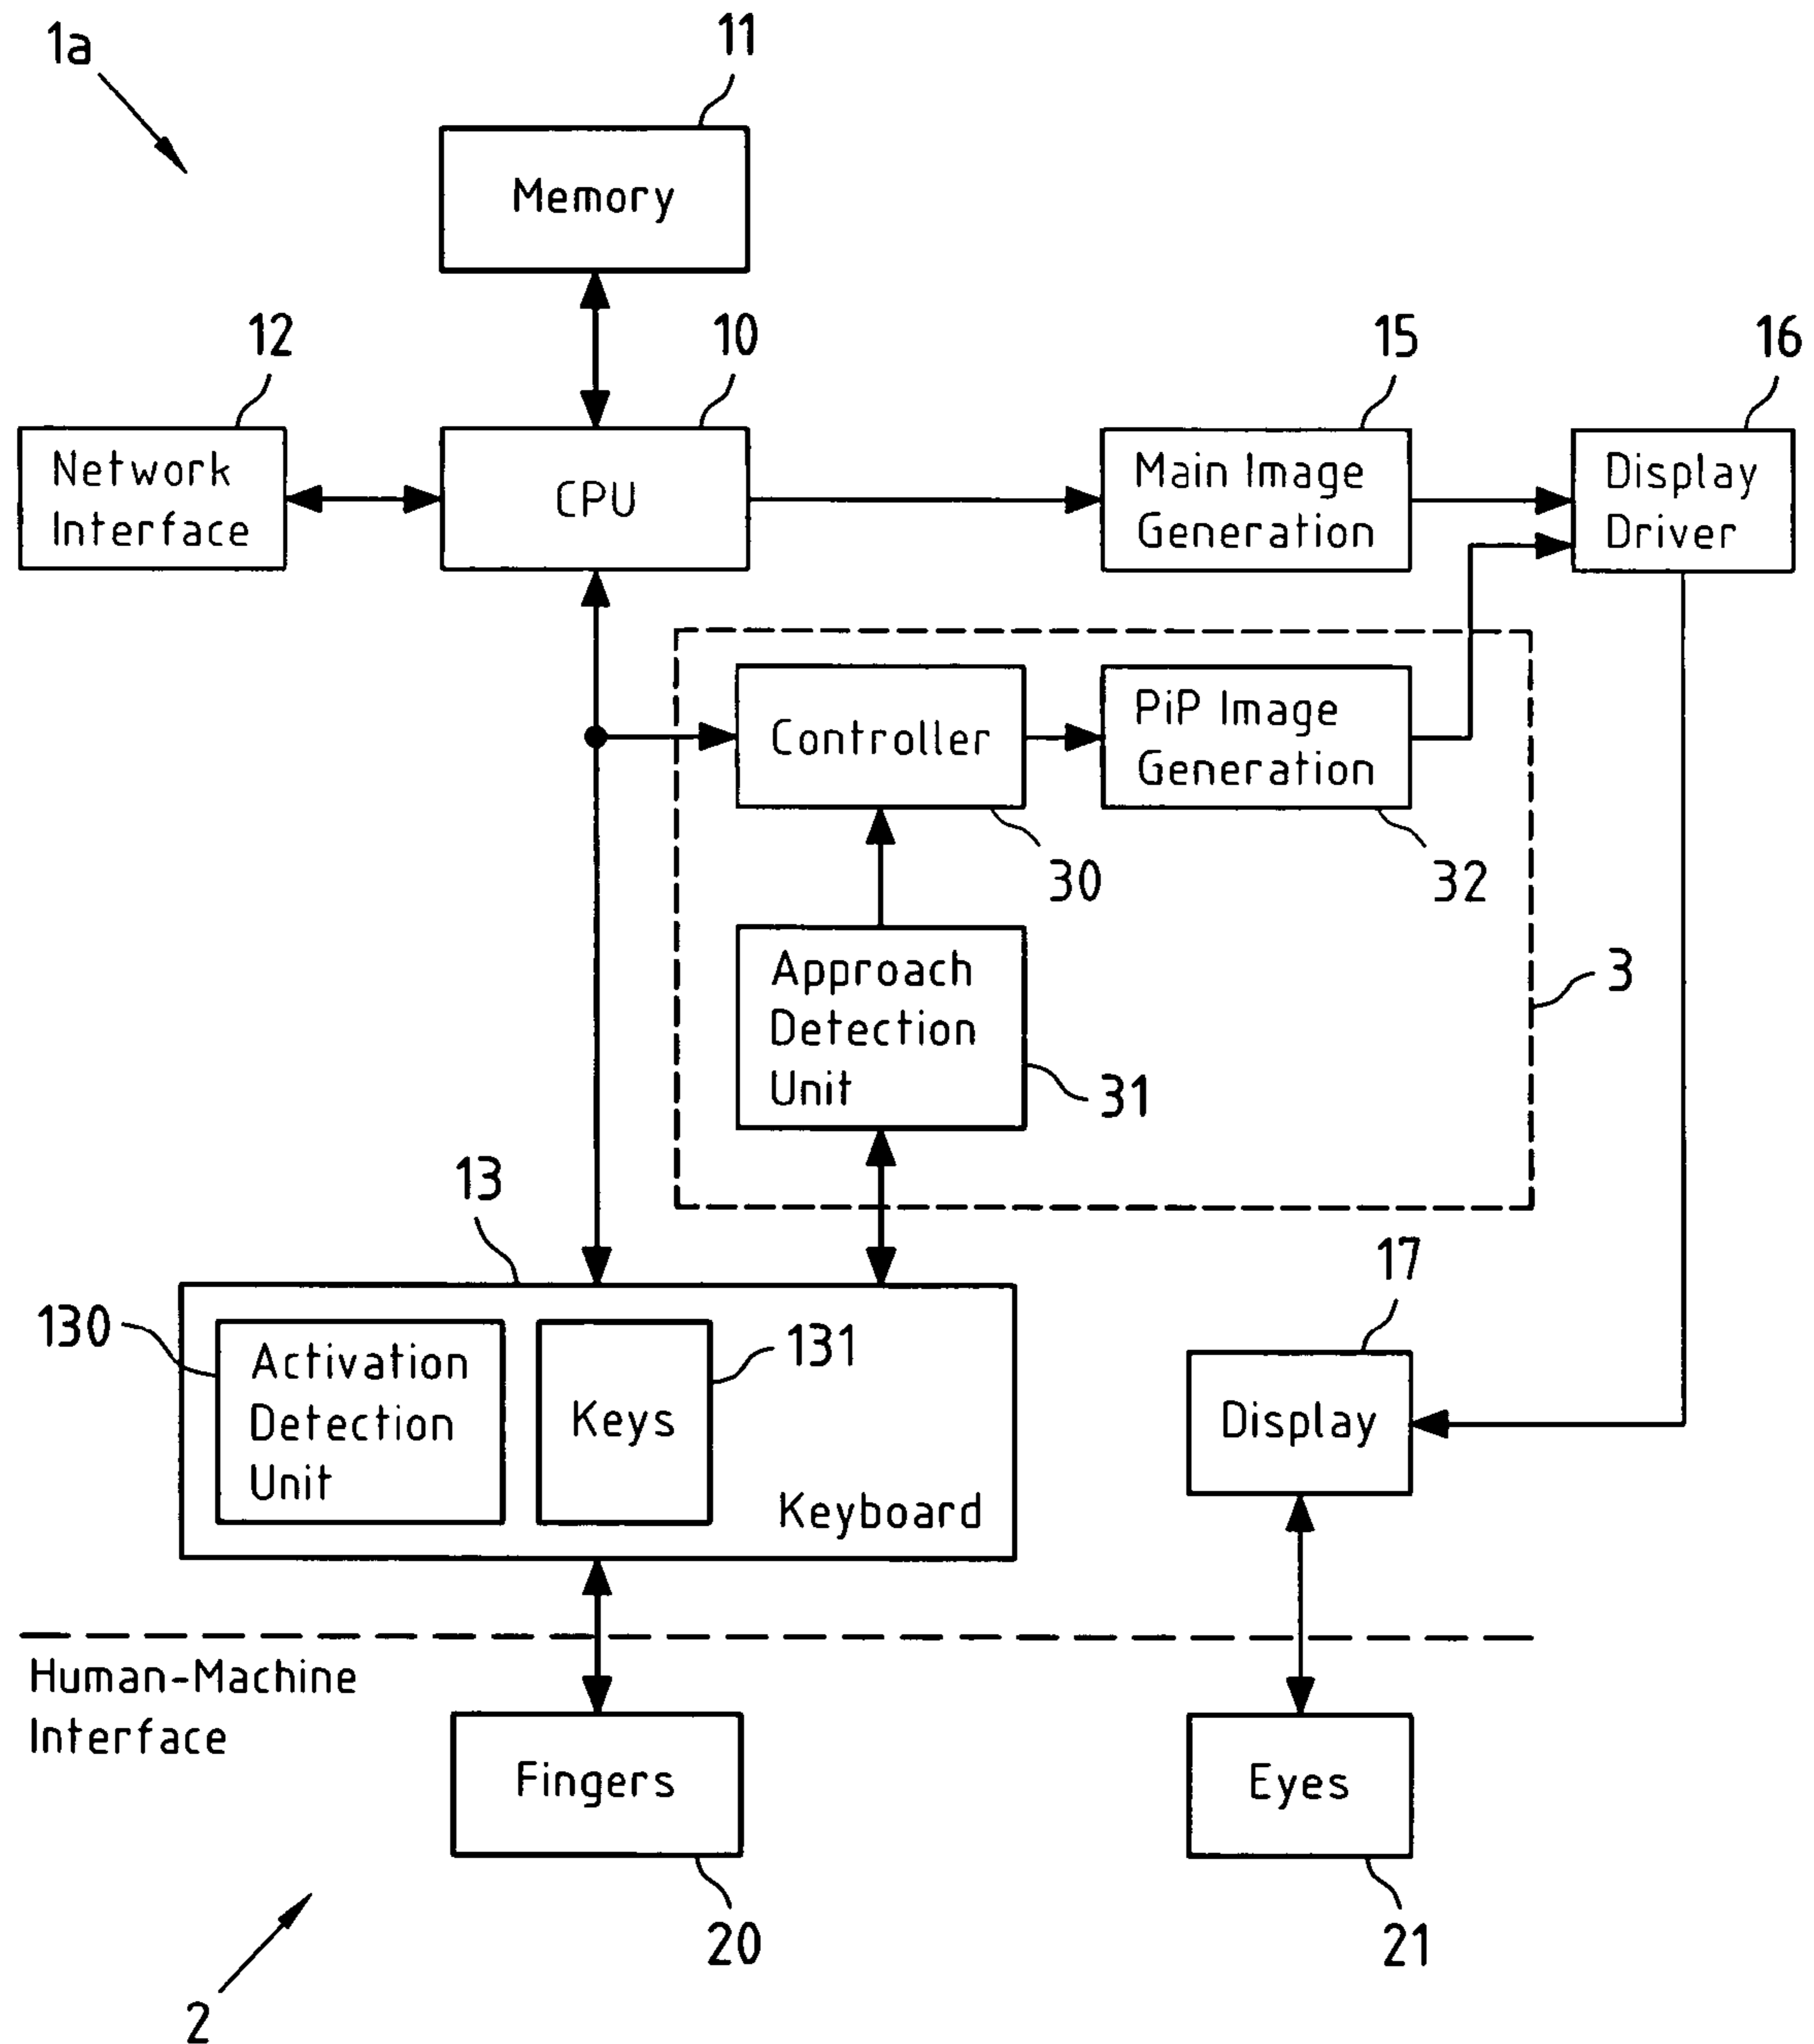 1a
11
Memory
12
10
15
16
Network
Interface
CPU
Main Image
Generation
Display
Driver
Controller
PiP Image
Generation
30
32
Approach
Detection
Unit
3
31
13
17
130
Activation
Detection
Unit
131
Keys
Keyboard
Display
Human-Machine
Interface
Fingers
Eyes
20
21
2